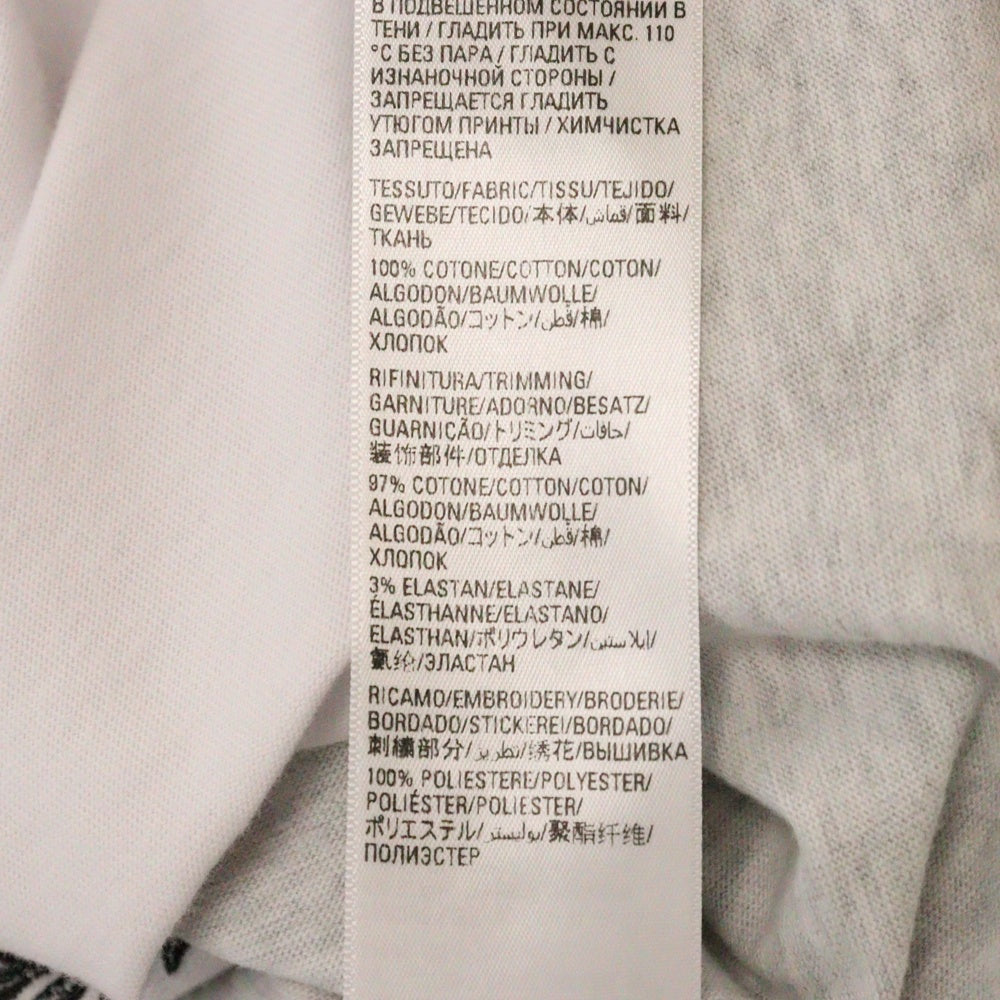 В ПОДВЕШЕННОМ СОСТОЯНИИ В
ТЕНИ / ГЛАДИТЬ ПРИ МАКС. 110
°C БЕЗ ПАРА / ГЛАДИТЬ С
ИЗНАНОЧНОЙ СТОРОНЫ /
ЗАПРЕЩАЕТСЯ ГЛАДИТЬ
УТЮГОМ ПРИНТЫ / ХИМЧИСТКА
ЗАПРЕЩЕНА
TESSUTO/FABRIC/TISSU/TEJIDO/
GEWEBE/TECIDO/本体/قماش/面料/
ТКАНЬ
100% COTONE/COTTON/COTON/
ALGODON/BAUMWOLLE/
ALGODÃO/コットン/قطن/棉/
ХЛОПОК
RIFINITURA/TRIMMING/
GARNITURE/ADORNO/BESATZ/
GUARNIÇÃO/トリミング/حافات/
装饰部件/ОТДЕЛКА
97% COTONE/COTTON/COTON/
ALGODON/BAUMWOLLE/
ALGODÃO/コットン/قطن/棉/
ХЛОПОК
3% ELASTAN/ELASTANE/
ÉLASTHANNE/ELASTANO/
ELASTHAN/ポリウレタン/ايلاستين/
氨纶/ЭЛАСТАН
RICAMO/EMBROIDERY/BRODERIE/
BORDADO/STICKEREI/BORDADO/
刺繍部分/تطريز/绣花/ВЫШИВКА
100% POLIESTERE/POLYESTER/
POLIÉSTER/POLIESTER/
ポリエステル/بوليستر/聚酯纤维/
ПОЛИЭСТЕР